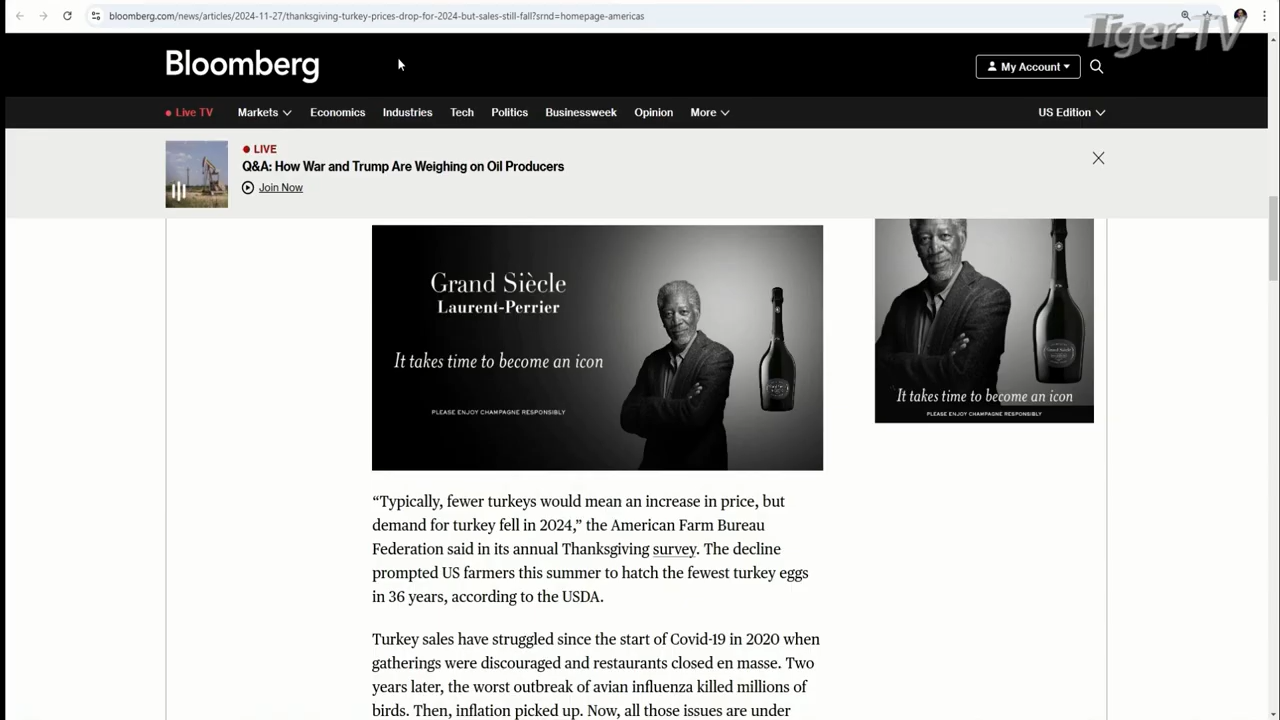 bloomberg.com/news/articles/2024-11-27/thanksgiving-turkey-prices-drop-for-2024-but-sales-still-fall?srnd=homepage-americas
Tiger-TV
Bloomberg
My Account
Live TV
Markets
Economics
Industries
Tech
Politics
Businessweek
Opinion
More
US Edition
LIVE
Q&A: How War and Trump Are Weighing on Oil Producers
Join Now
Grand Siècle
Laurent-Perrier
It takes time to become an icon
PLEASE ENJOY CHAMPAGNE RESPONSIBLY
Grand Siècle
It takes time to become an icon
PLEASE ENJOY CHAMPAGNE RESPONSIBLY
“Typically, fewer turkeys would mean an increase in price, but
demand for turkey fell in 2024,” the American Farm Bureau
Federation said in its annual Thanksgiving survey. The decline
prompted US farmers this summer to hatch the fewest turkey eggs
in 36 years, according to the USDA.
Turkey sales have struggled since the start of Covid-19 in 2020 when
gatherings were discouraged and restaurants closed en masse. Two
years later, the worst outbreak of avian influenza killed millions of
birds. Then, inflation picked up. Now, all those issues are under